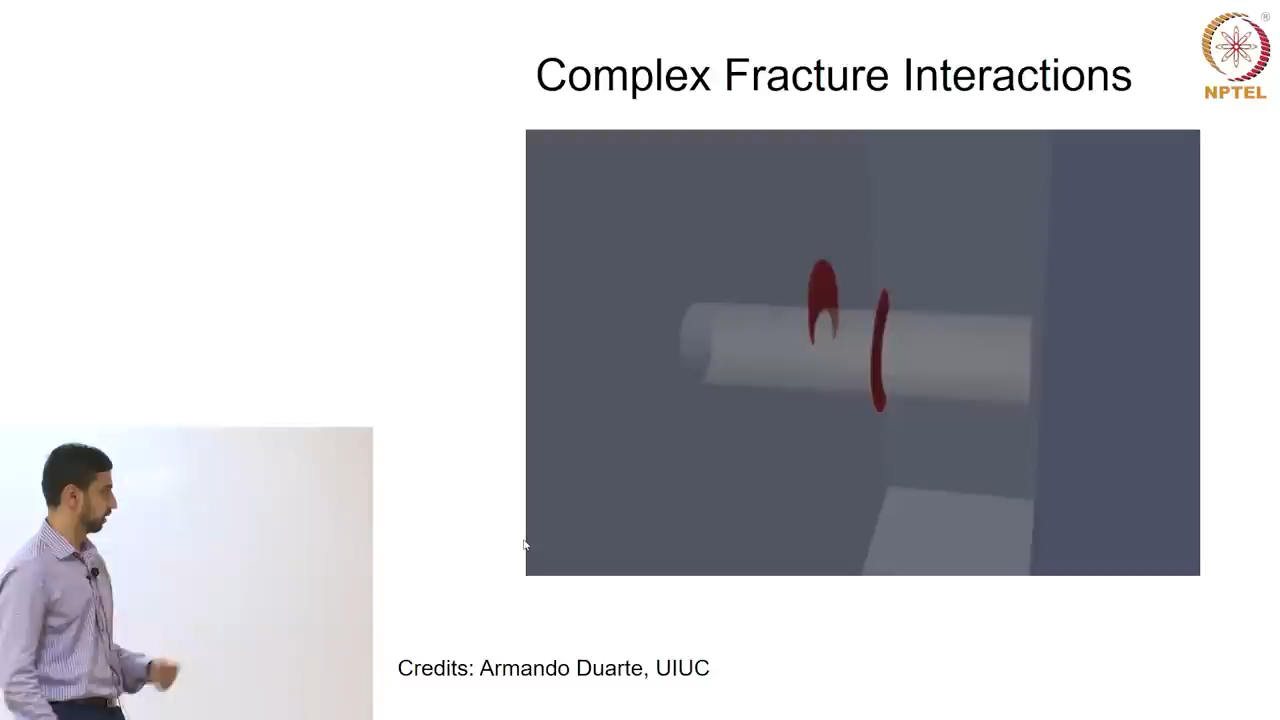 Complex Fracture Interactions
®
NPTEL
Credits: Armando Duarte, UIUC